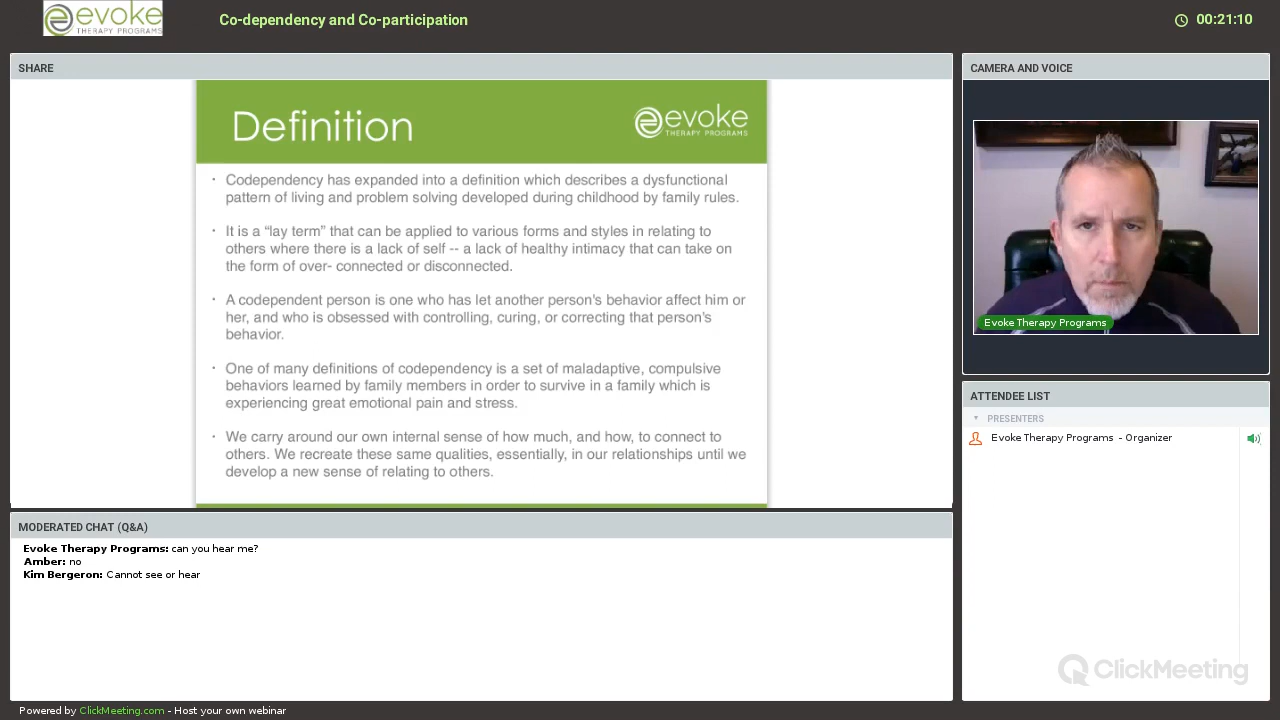 evoke
THERAPY PROGRAMS
Co-dependency and Co-participation
00:21:10
SHARE
Definition
evoke
THERAPY PROGRAMS
· Codependency has expanded into a definition which describes a dysfunctional
pattern of living and problem solving developed during childhood by family rules.
· It is a “lay term” that can be applied to various forms and styles in relating to
others where there is a lack of self -- a lack of healthy intimacy that can take on
the form of over- connected or disconnected.
· A codependent person is one who has let another person's behavior affect him or
her, and who is obsessed with controlling, curing, or correcting that person's
behavior.
· One of many definitions of codependency is a set of maladaptive, compulsive
behaviors learned by family members in order to survive in a family which is
experiencing great emotional pain and stress.
· We carry around our own internal sense of how much, and how, to connect to
others. We recreate these same qualities, essentially, in our relationships until we
develop a new sense of relating to others.
CAMERA AND VOICE
Evoke Therapy Programs
ATTENDEE LIST
PRESENTERS
Evoke Therapy Programs - Organizer
MODERATED CHAT (Q&A)
Evoke Therapy Programs: can you hear me?
Amber: no
Kim Bergeron: Cannot see or hear
ClickMeeting
Powered by ClickMeeting.com - Host your own webinar